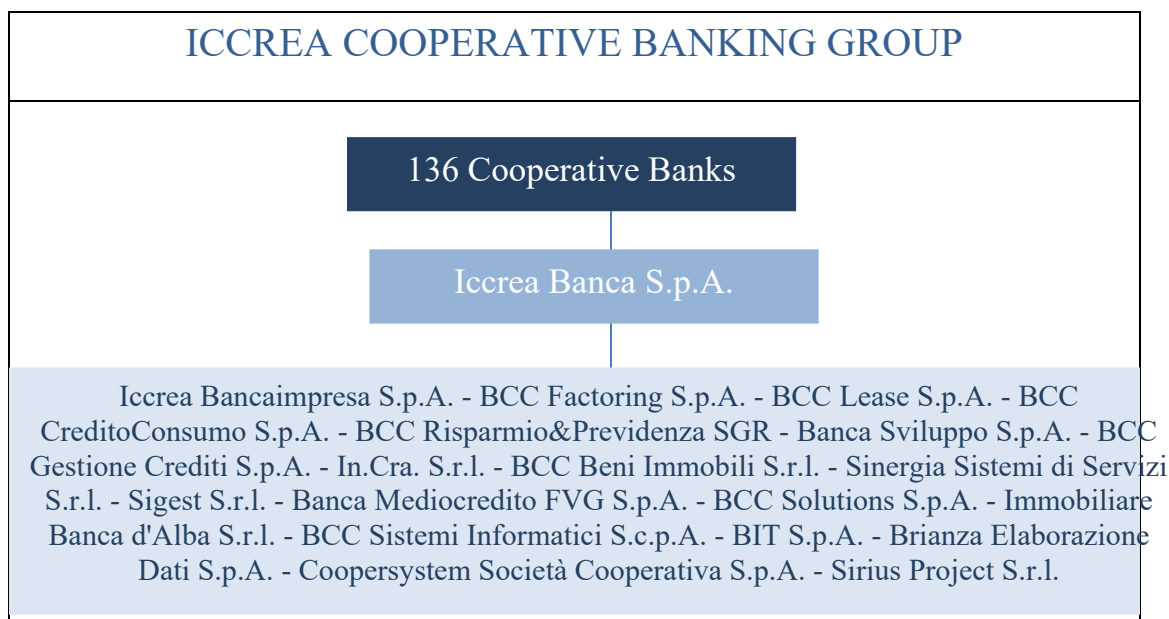 ICCREA COOPERATIVE BANKING GROUP
136 Cooperative Banks
Iccrea Banca S.p.A.
Iccrea Bancaimpresa S.p.A. - BCC Factoring S.p.A. - BCC Lease S.p.A. - BCC
CreditoConsumo S.p.A. - BCC Risparmio&Previdenza SGR - Banca Sviluppo S.p.A. - BCC
Gestione Crediti S.p.A. - In.Cra. S.r.l. - BCC Beni Immobili S.r.l. - Sinergia Sistemi di Servizi
S.r.l. - Sigest S.r.l. - Banca Mediocredito FVG S.p.A. - BCC Solutions S.p.A. - Immobiliare
Banca d'Alba S.r.l. - BCC Sistemi Informatici S.c.p.A. - BIT S.p.A. - Brianza Elaborazione
Dati S.p.A. - Coopersystem Società Cooperativa S.p.A. - Sirius Project S.r.l.